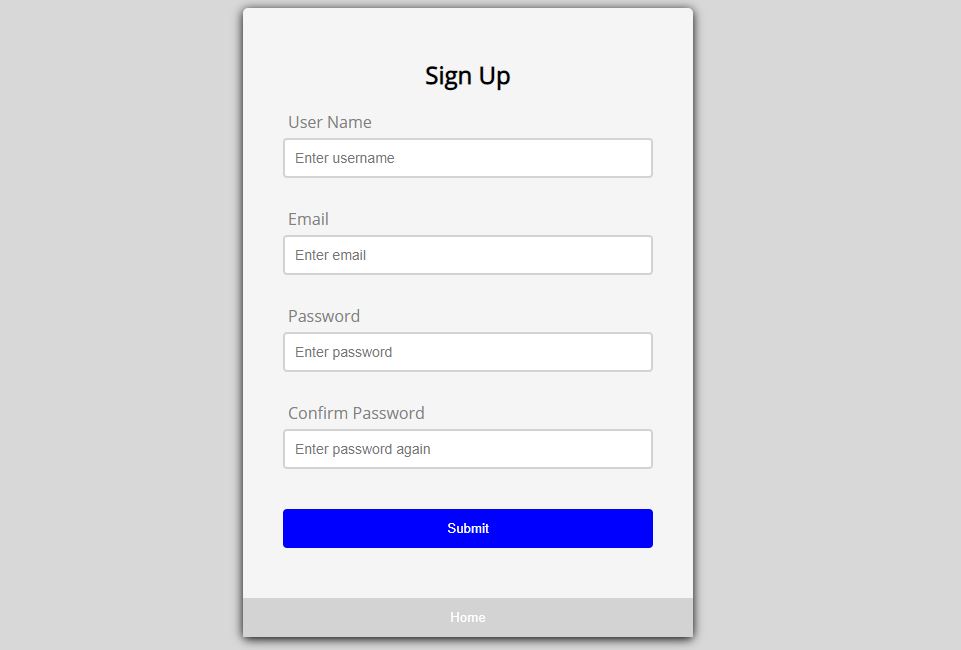 Sign Up
User Name
Enter username
Email
Enter email
Password
Enter password
Confirm Password
Enter password again
Submit
Home